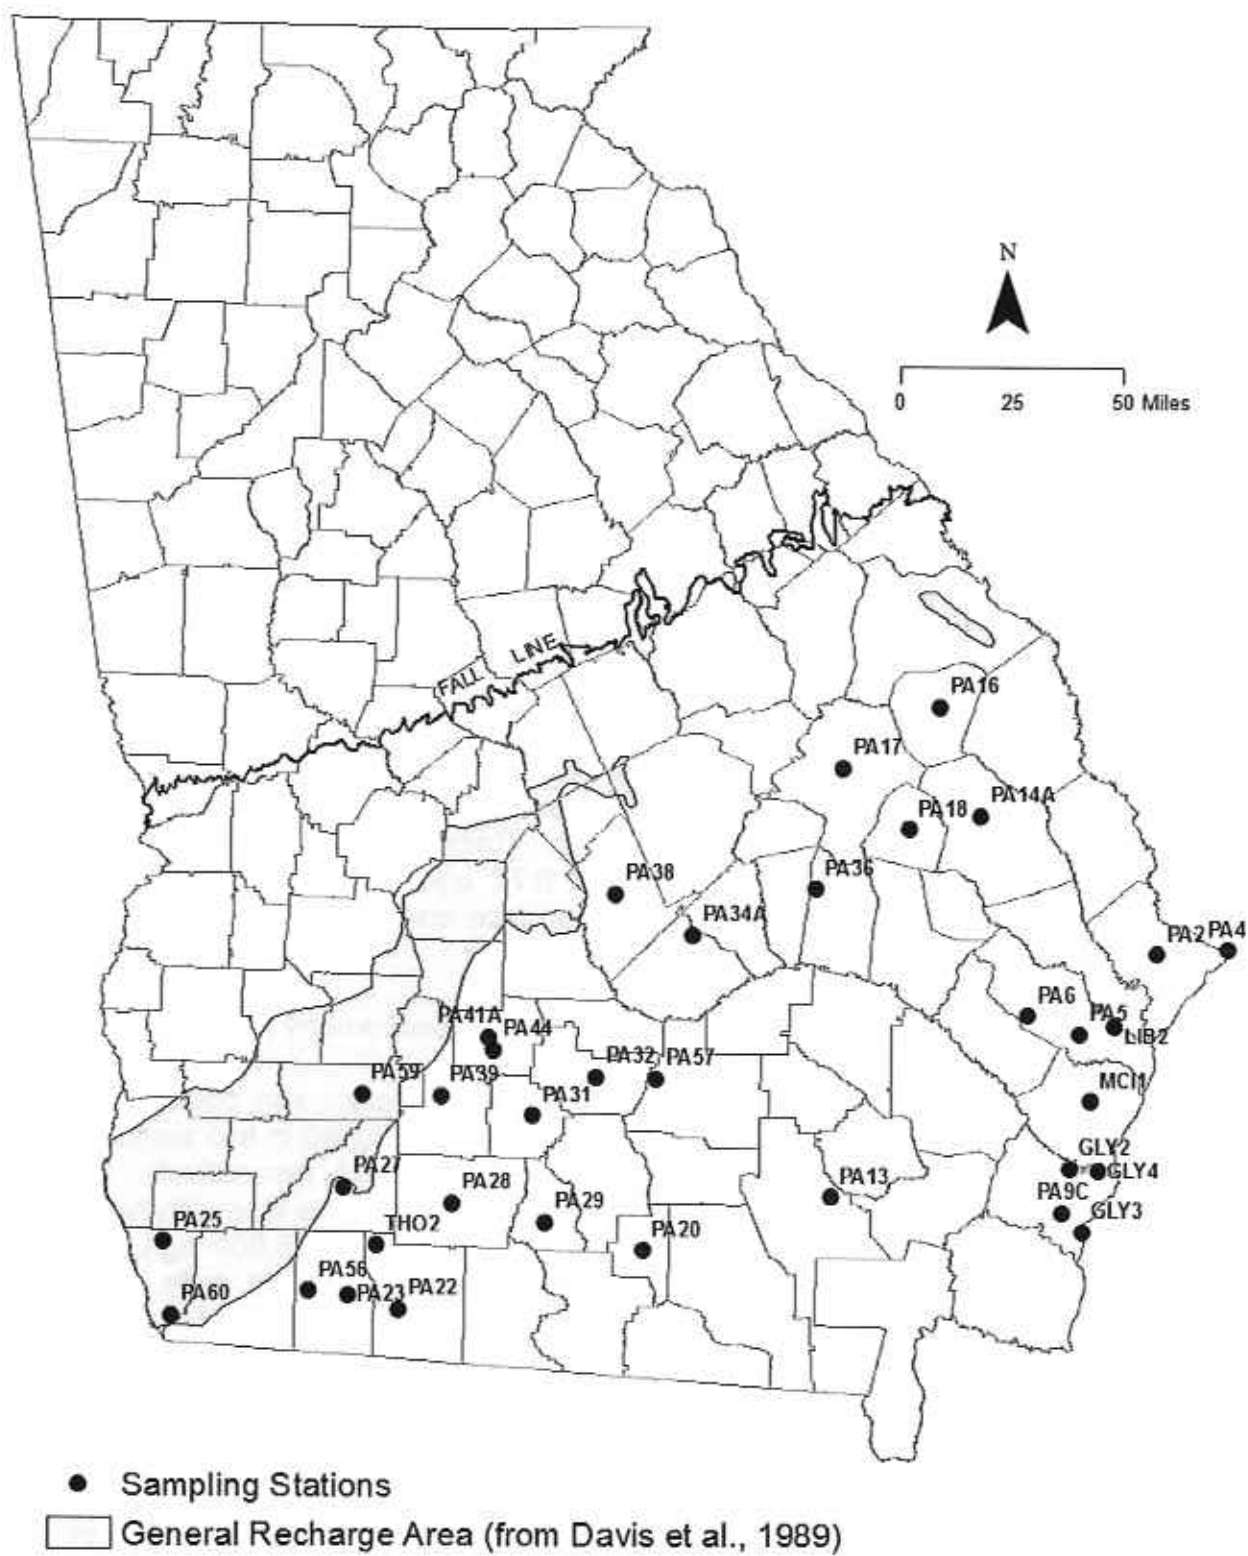 N
0 25 50 Miles
FALL LINE
PA16
PA17
PA14A
PA18
PA38
PA36
PA34A
PA2
PA4
PA6
PA5
LIB2
PA41A
PA44
PA32
PA57
PA59
PA39
PA31
MCI1
GLY2
GLY4
PA27
PA28
PA13
PA9C
PA29
GLY3
PA25
THO2
PA20
PA56
PA23
PA22
PA60
Sampling Stations
General Recharge Area (from Davis et al., 1989)